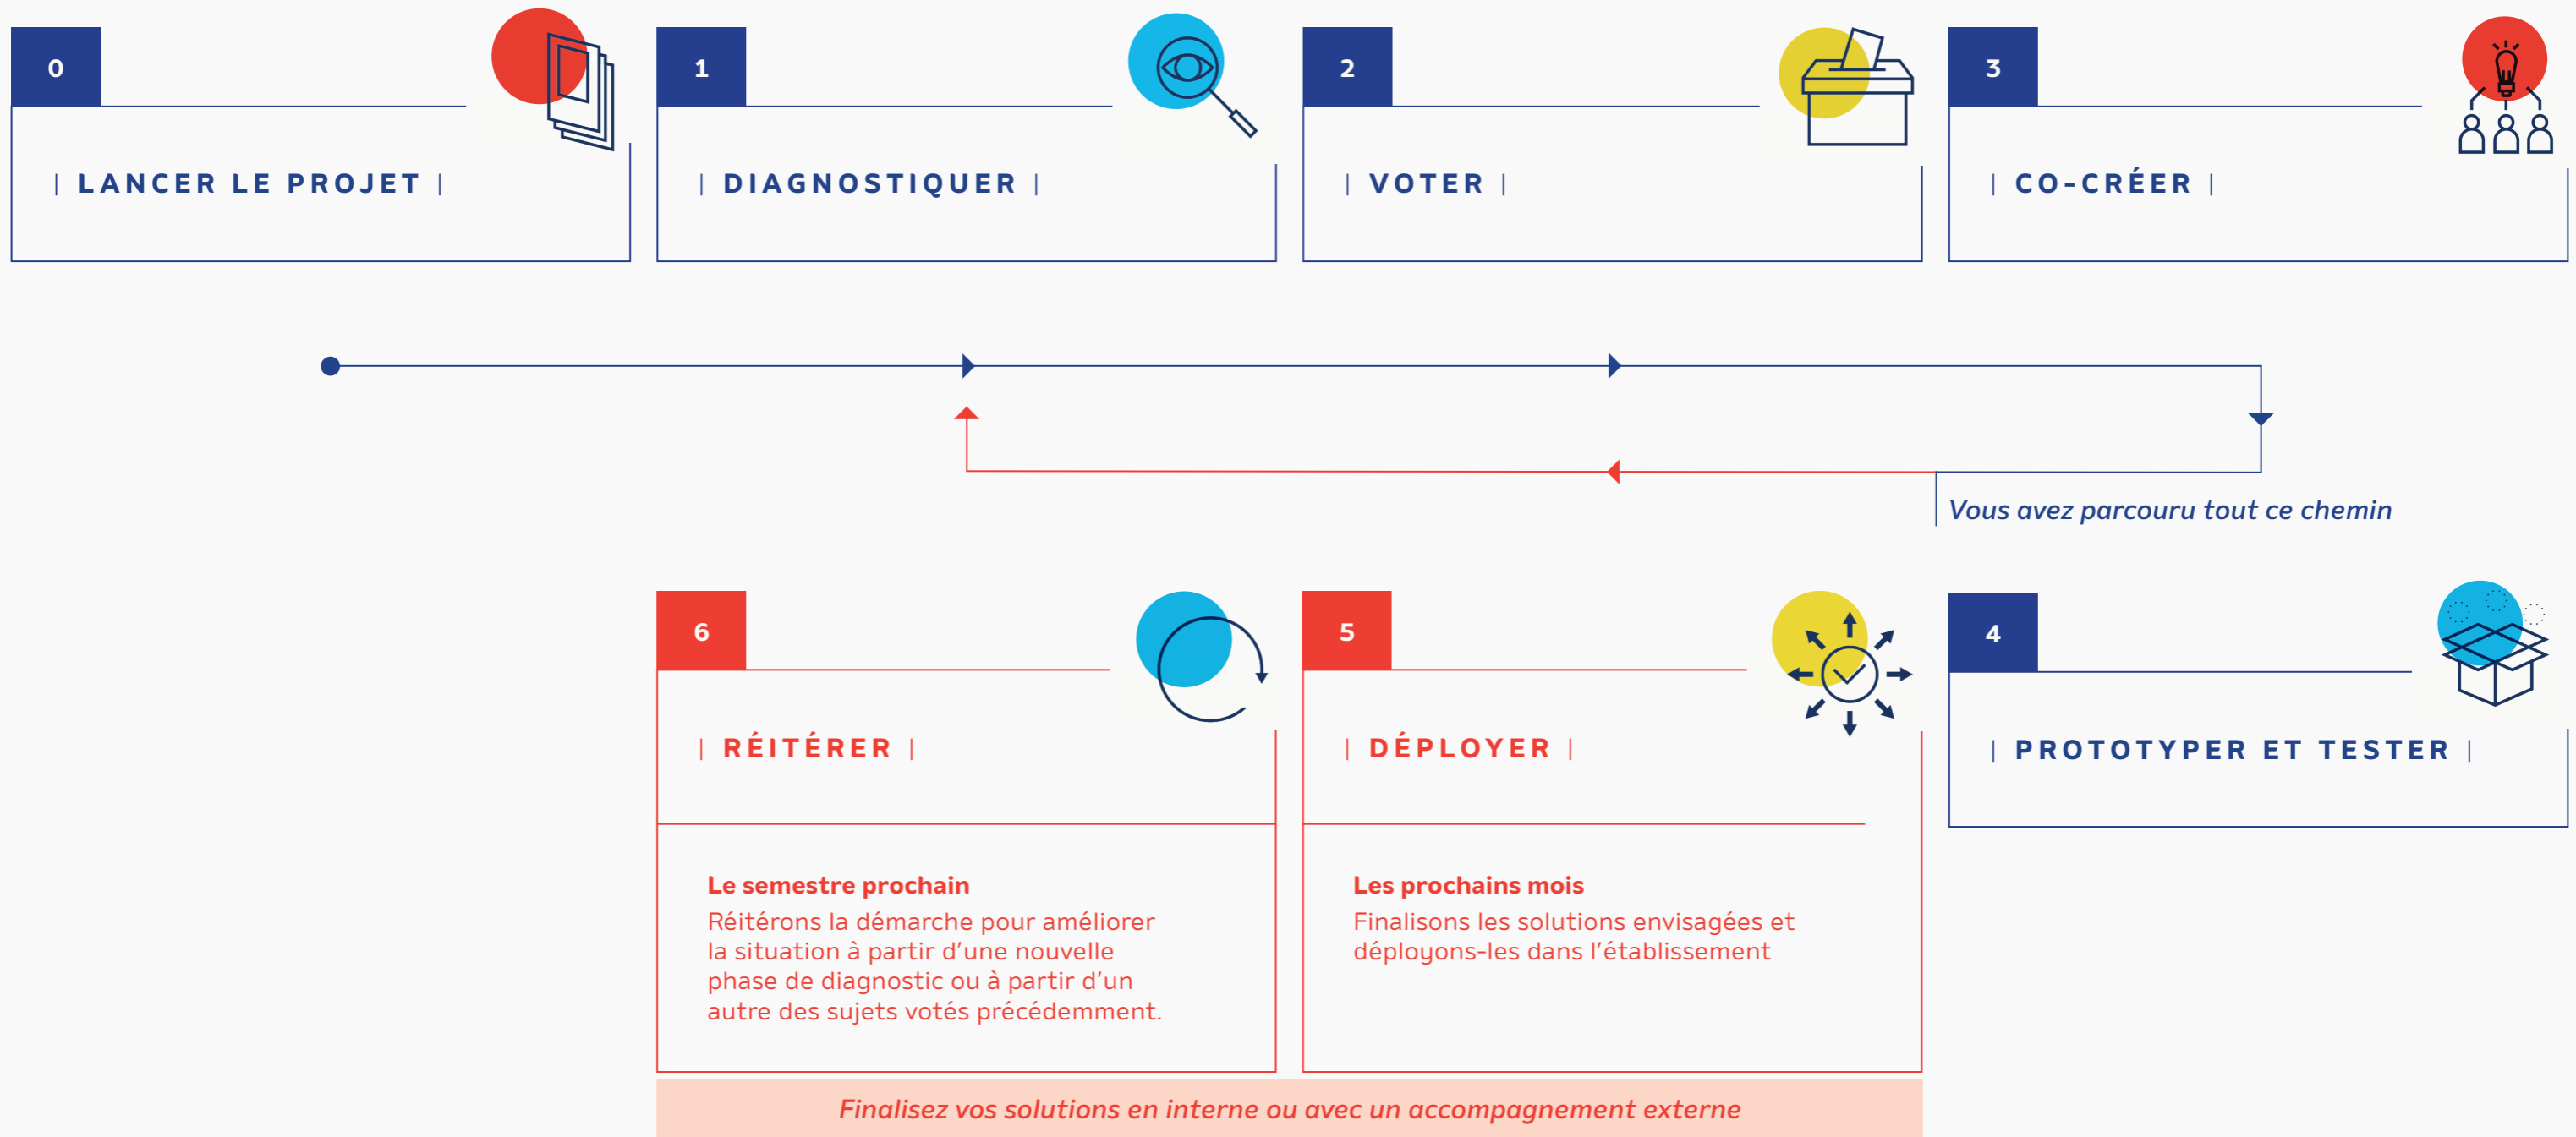 0
| LANCER LE PROJET |
1
| DIAGNOSTIQUER |
2
| VOTER |
3
| CO-CRÉER |
Vous avez parcouru tout ce chemin
6
| RÉITÉRER |
Le semestre prochain
Réitérons la démarche pour améliorer
la situation à partir d’une nouvelle
phase de diagnostic ou à partir d’un
autre des sujets votés précédemment.
5
| DÉPLOYER |
Les prochains mois
Finalisons les solutions envisagées et
déployons-les dans l’établissement
4
| PROTOTYPER ET TESTER |
Finalisez vos solutions en interne ou avec un accompagnement externe